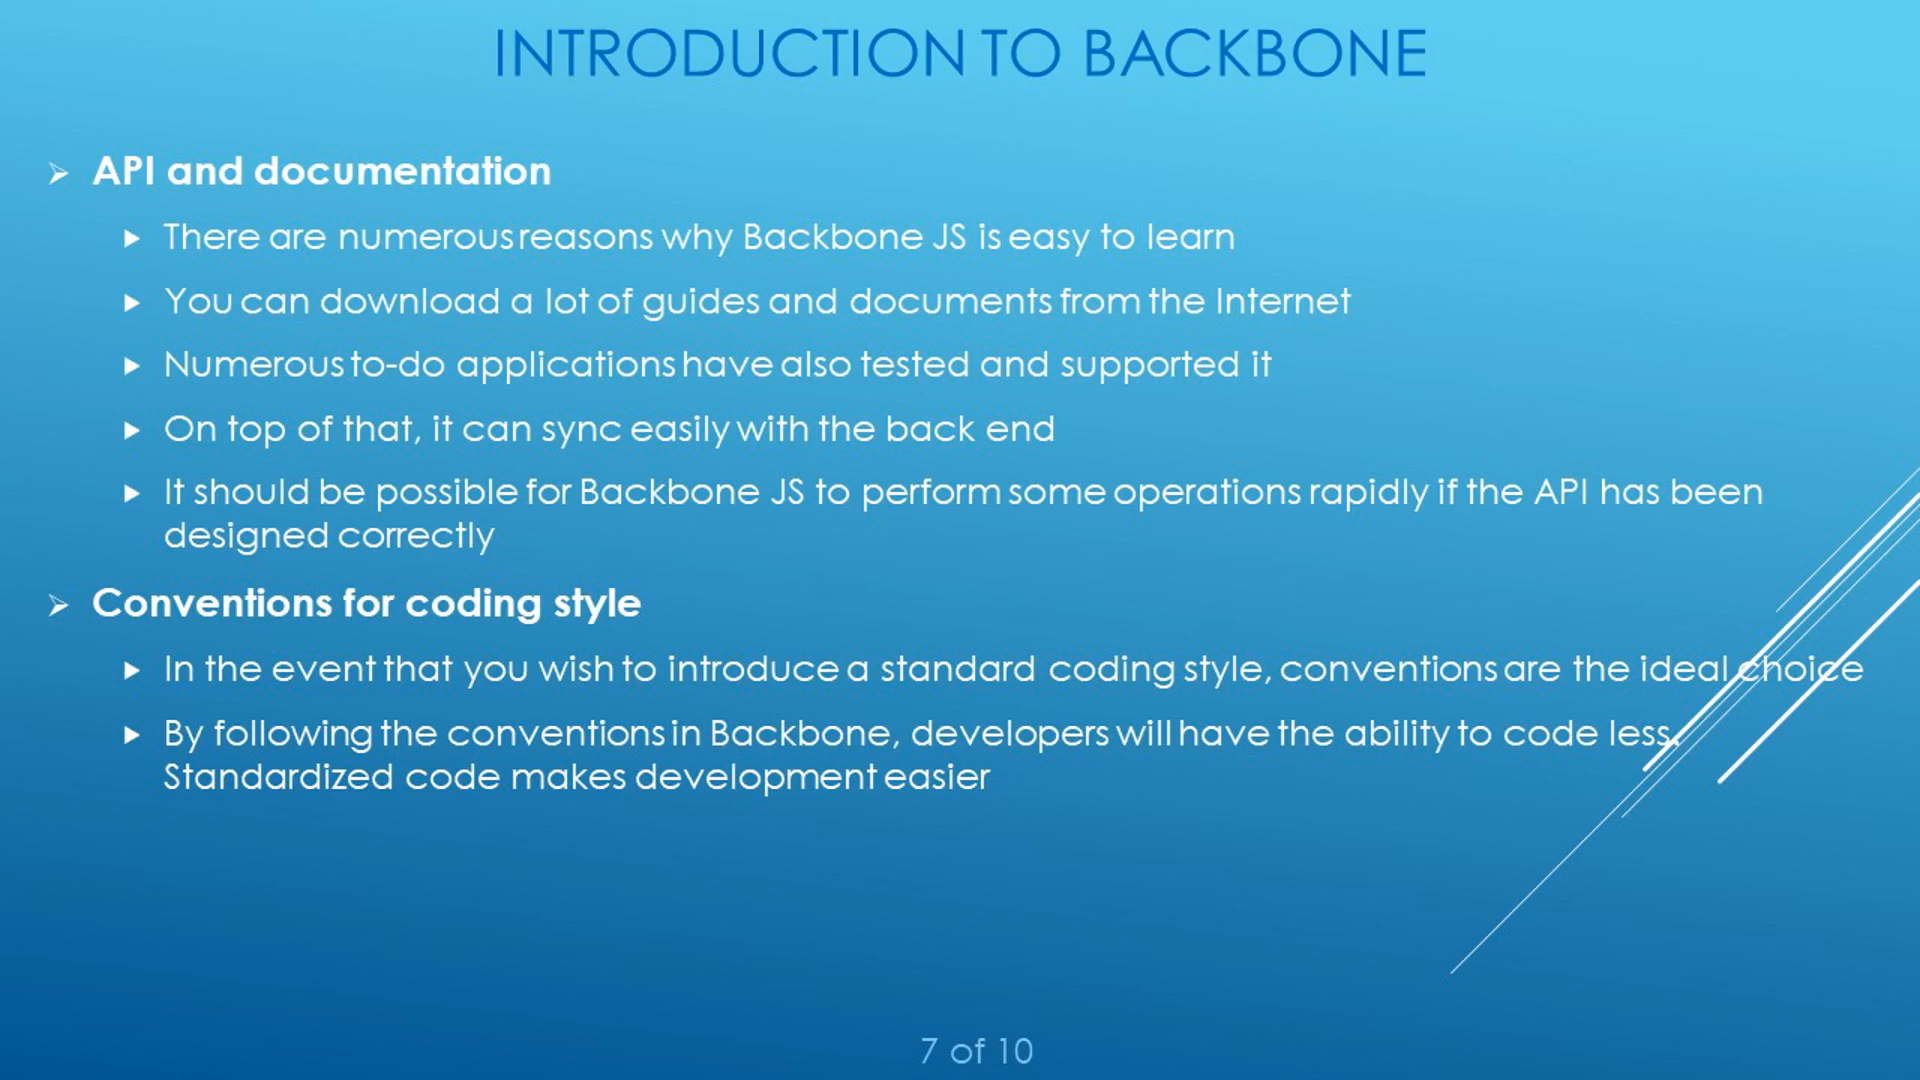 INTRODUCTION TO BACKBONE
API and documentation
There are numerous reasons why Backbone JS is easy to learn
You can download a lot of guides and documents from the Internet
Numerous to-do applications have also tested and supported it
On top of that, it can sync easily with the back end
It should be possible for Backbone JS to perform some operations rapidly if the API has been
designed correctly
Conventions for coding style
In the event that you wish to introduce a standard coding style, conventions are the ideal choice
By following the conventions in Backbone, developers will have the ability to code less.
Standardized code makes development easier
7 of 10